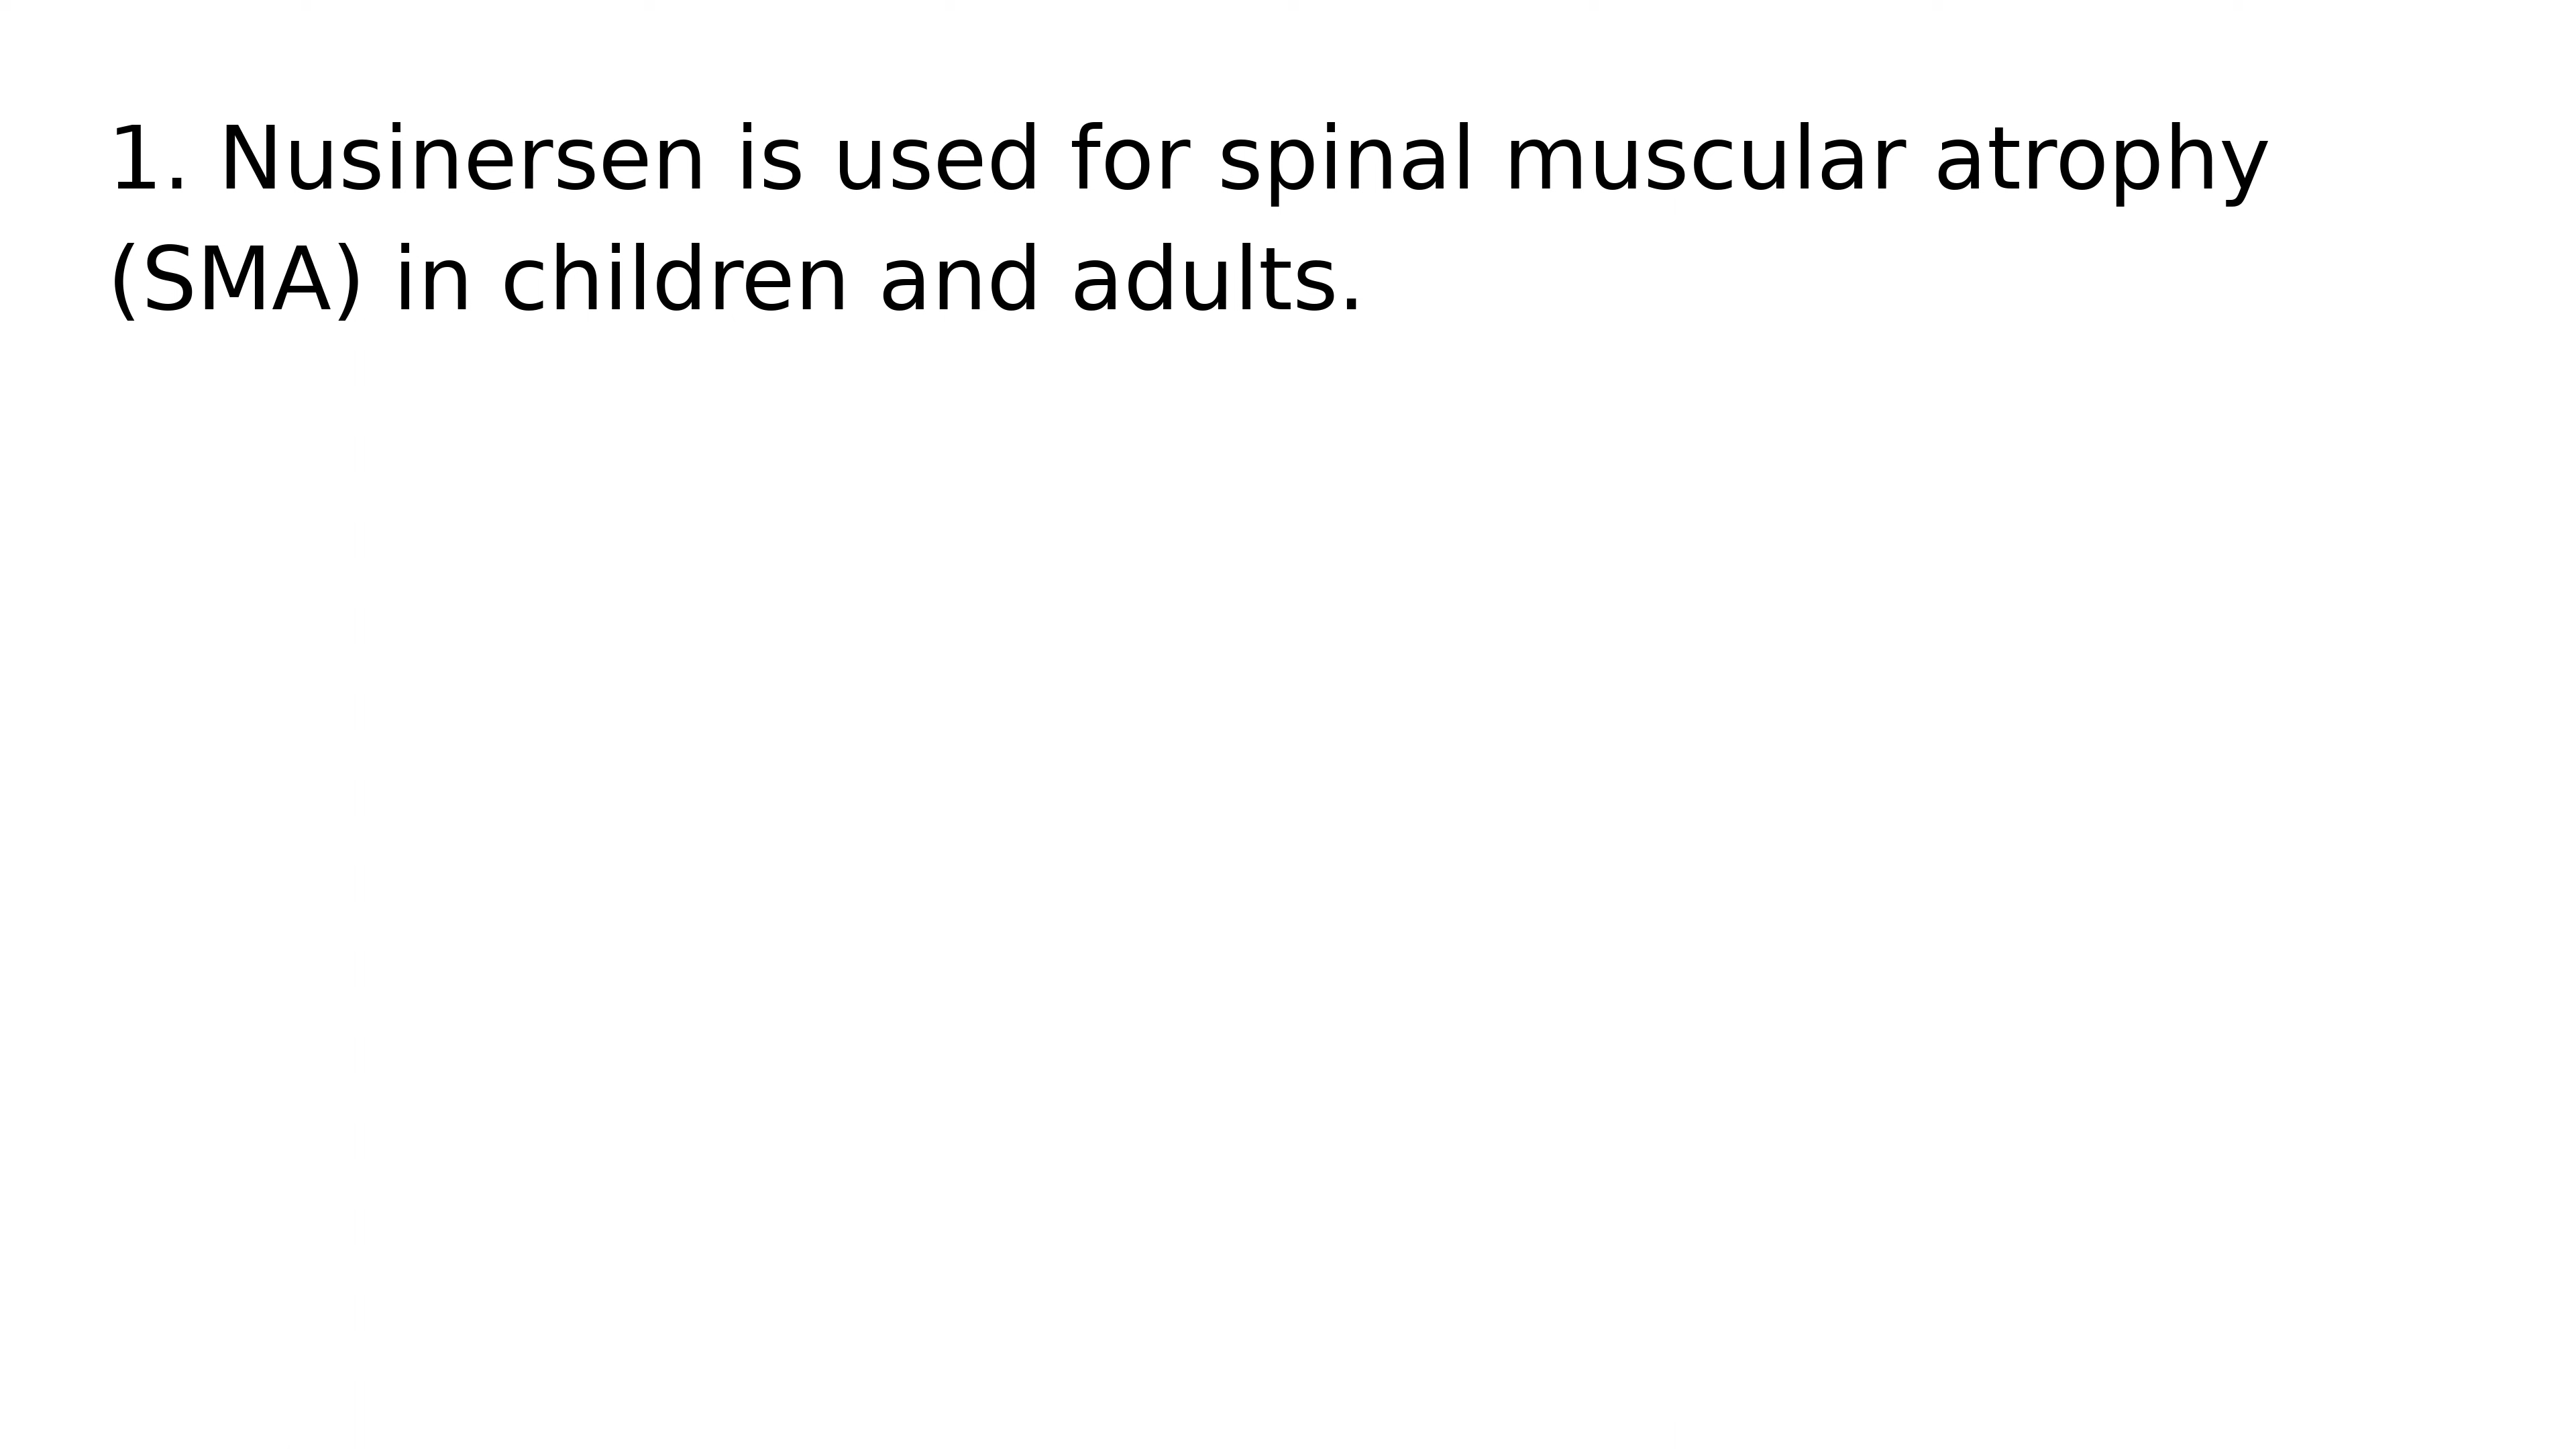 1. Nusinersen is used for spinal muscular atrophy
(SMA) in children and adults.